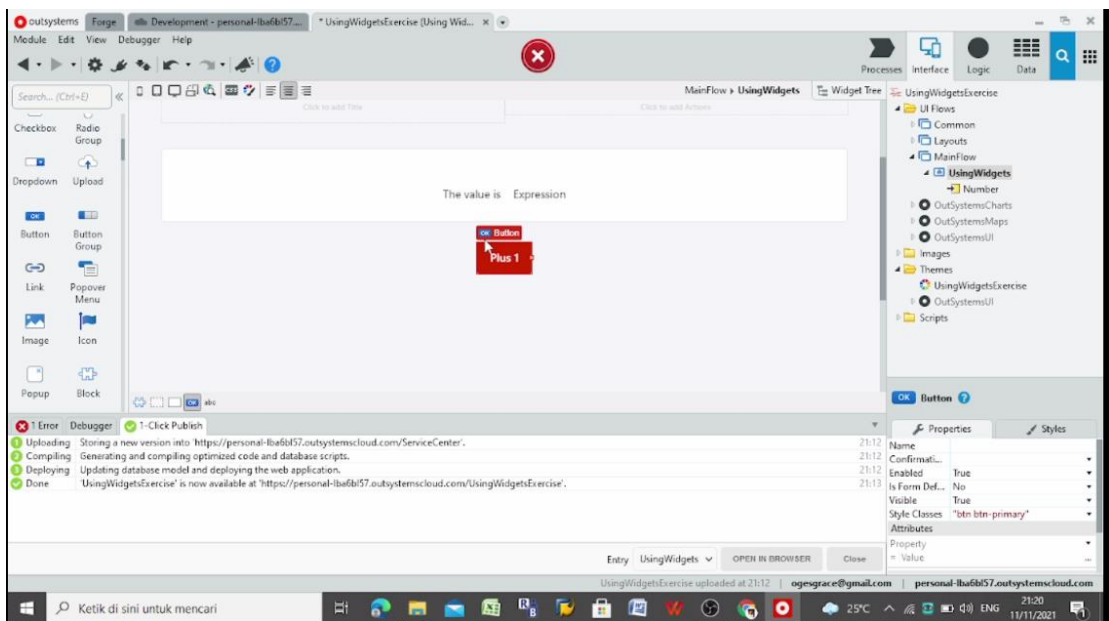 outsystems Forge Development - personal-lba6bl57.... * UsingWidgetsExercise [Using Wid...
Module Edit View Debugger Help
Processes Interface Logic Data
Search... (Ctrl+E)
MainFlow ▸ UsingWidgets Widget Tree
Click to add Title Click to add Actions
Checkbox Radio Group
Dropdown Upload
OK
Button Button Group
Link Popover Menu
Image Icon
Popup Block
The value is Expression
OK Button
Plus 1
OK abc
UsingWidgetsExercise
UI Flows
Common
Layouts
MainFlow
UsingWidgets
Number
OutSystemsCharts
OutSystemsMaps
OutSystemsUI
Images
Themes
UsingWidgetsExercise
OutSystemsUI
Scripts
OK Button
Properties Styles
Name
Confirmati...
Enabled True
Is Form Def... No
Visible True
Style Classes "btn btn-primary"
Attributes
Property
= Value
1 Error Debugger 1-Click Publish
1 Uploading Storing a new version into 'https://personal-lba6bl57.outsystemscloud.com/ServiceCenter'. 21:12
2 Compiling Generating and compiling optimized code and database scripts. 21:12
3 Deploying Updating database model and deploying the web application. 21:12
Done 'UsingWidgetsExercise' is now available at 'https://personal-lba6bl57.outsystemscloud.com/UsingWidgetsExercise'. 21:13
Entry UsingWidgets OPEN IN BROWSER Close
UsingWidgetsExercise uploaded at 21:12 | ogesgrace@gmail.com | personal-lba6bl57.outsystemscloud.com
Ketik di sini untuk mencari
25°C ENG 21:20
11/11/2021